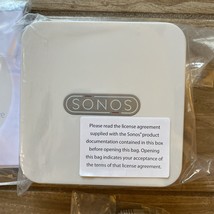 SONOS
Please read the license agreement
supplied with the Sonos® product
documentation contained in this box
before opening this bag. Opening
this bag indicates your acceptance of
the terms of that license agreement.